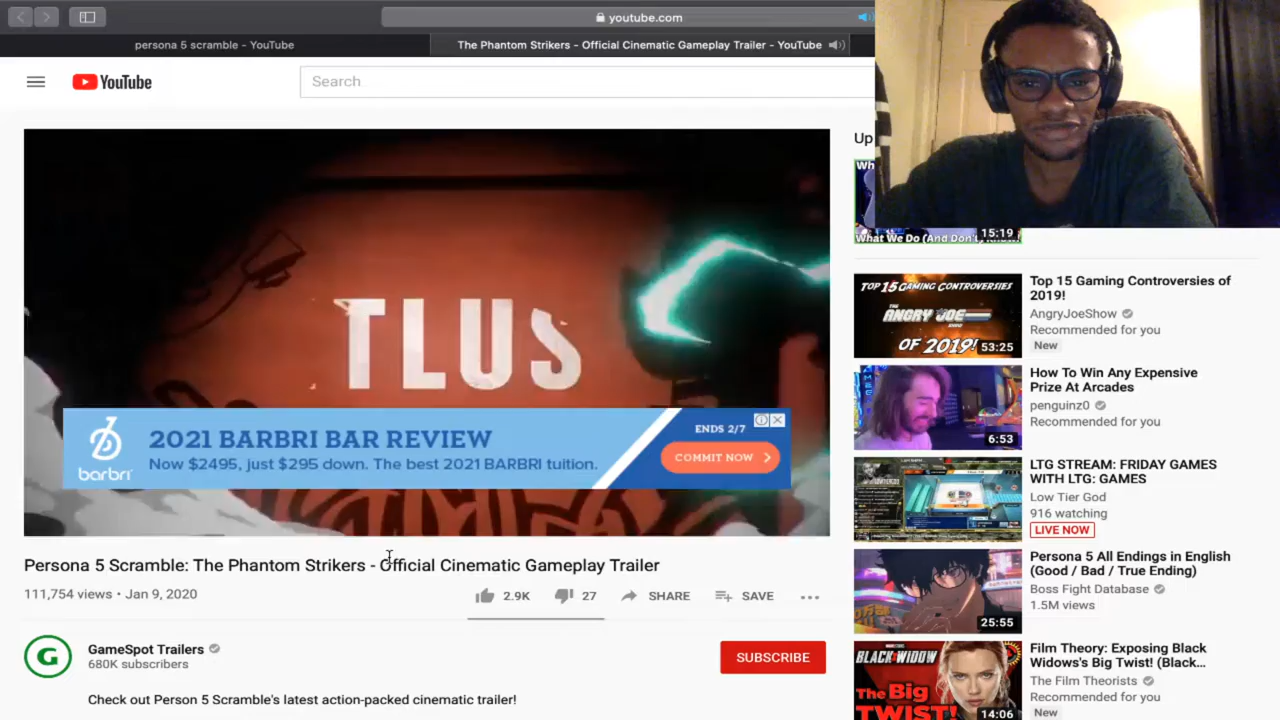 youtube.com
persona 5 scramble – YouTube
The Phantom Strikers - Official Cinematic Gameplay Trailer - YouTube
YouTube
Search
TLUS
2021 BARBRI BAR REVIEW
Now $2495, just $295 down. The best 2021 BARBRI tuition.
barbri
ENDS 2/7
COMMIT NOW
Persona 5 Scramble: The Phantom Strikers - Official Cinematic Gameplay Trailer
111,754 views • Jan 9, 2020
2.9K
27
SHARE
SAVE
G
GameSpot Trailers
680K subscribers
SUBSCRIBE
Check out Person 5 Scramble's latest action-packed cinematic trailer!
Up
Wh
15:19
What We Do (And Don't) Know!
TOP 15 GAMING CONTROVERSIES
THE
ANGRY JOE
SHOW
OF 2019!
53:25
Top 15 Gaming Controversies of
2019!
AngryJoeShow
Recommended for you
New
6:53
How To Win Any Expensive
Prize At Arcades
penguinz0
Recommended for you
LTG STREAM: FRIDAY GAMES
WITH LTG: GAMES
Low Tier God
916 watching
LIVE NOW
25:55
Persona 5 All Endings in English
(Good / Bad / True Ending)
Boss Fight Database
1.5M views
BLACK WIDOW
The Big
TWIST!
14:06
Film Theory: Exposing Black
Widows's Big Twist! (Black...
The Film Theorists
Recommended for you
New